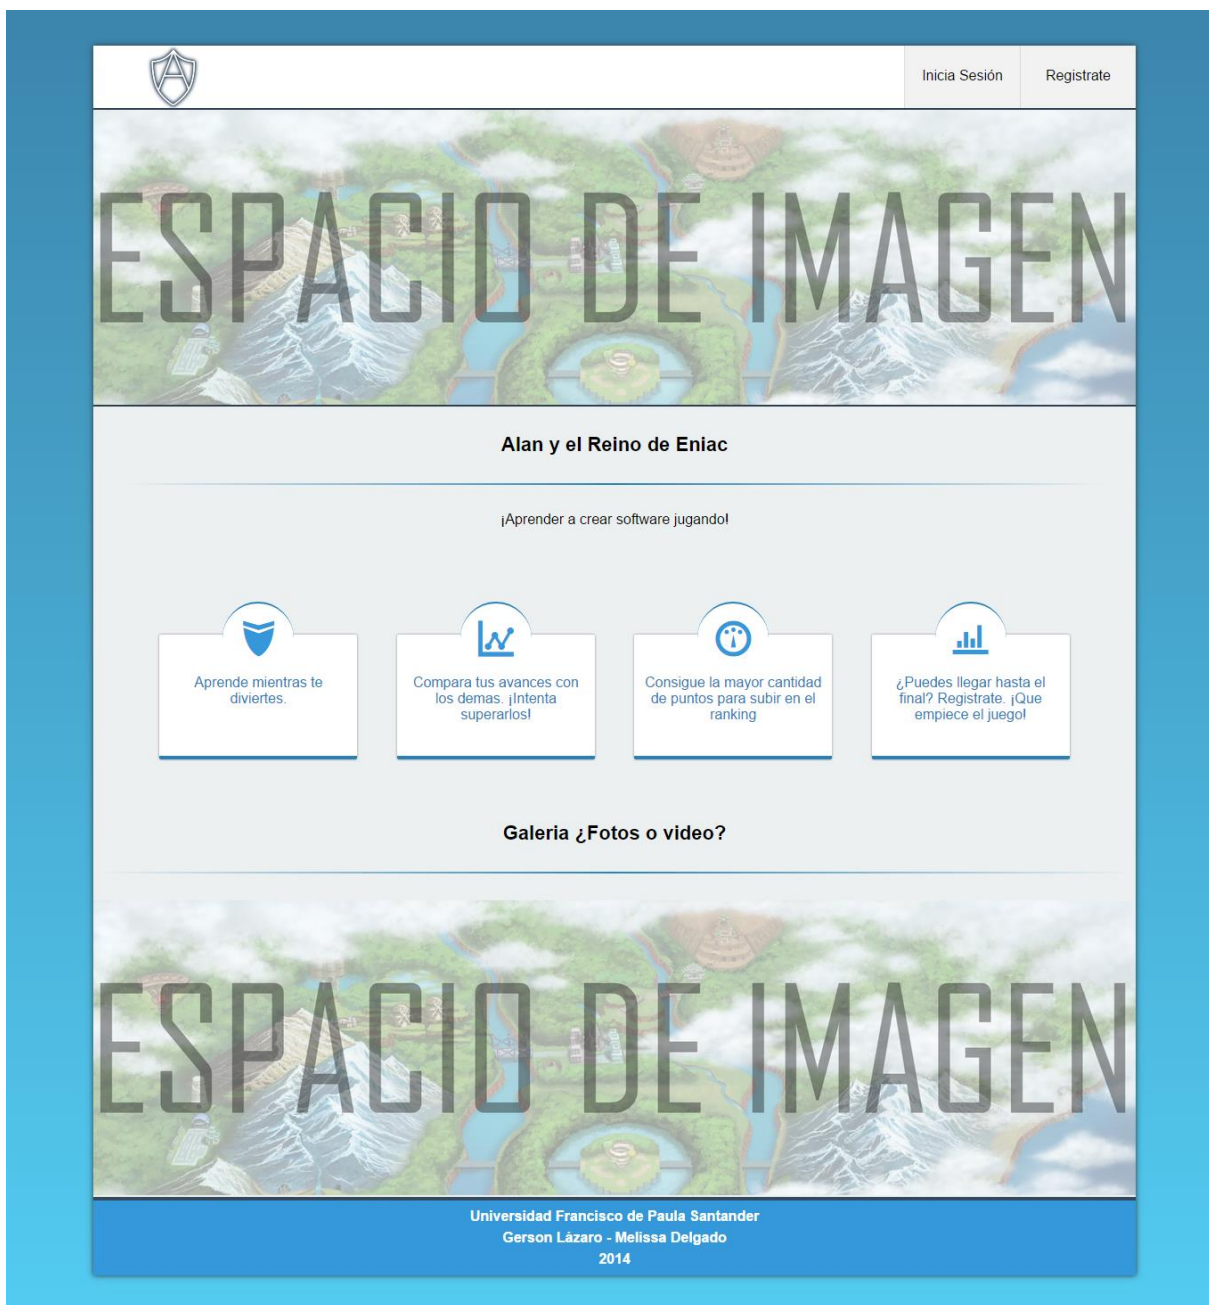 Inicia Sesión
Registrate
ESPACIO DE IMAGEN
Alan y el Reino de Eniac
¡Aprender a crear software jugando!
Aprende mientras te
diviertes.
Compara tus avances con
los demas. ¡Intenta
superarlos!
Consigue la mayor cantidad
de puntos para subir en el
ranking
¿Puedes llegar hasta el
final? Registrate. ¡Que
empiece el juego!
Galeria ¿Fotos o video?
ESPACIO DE IMAGEN
Universidad Francisco de Paula Santander
Gerson Lázaro - Melissa Delgado
2014